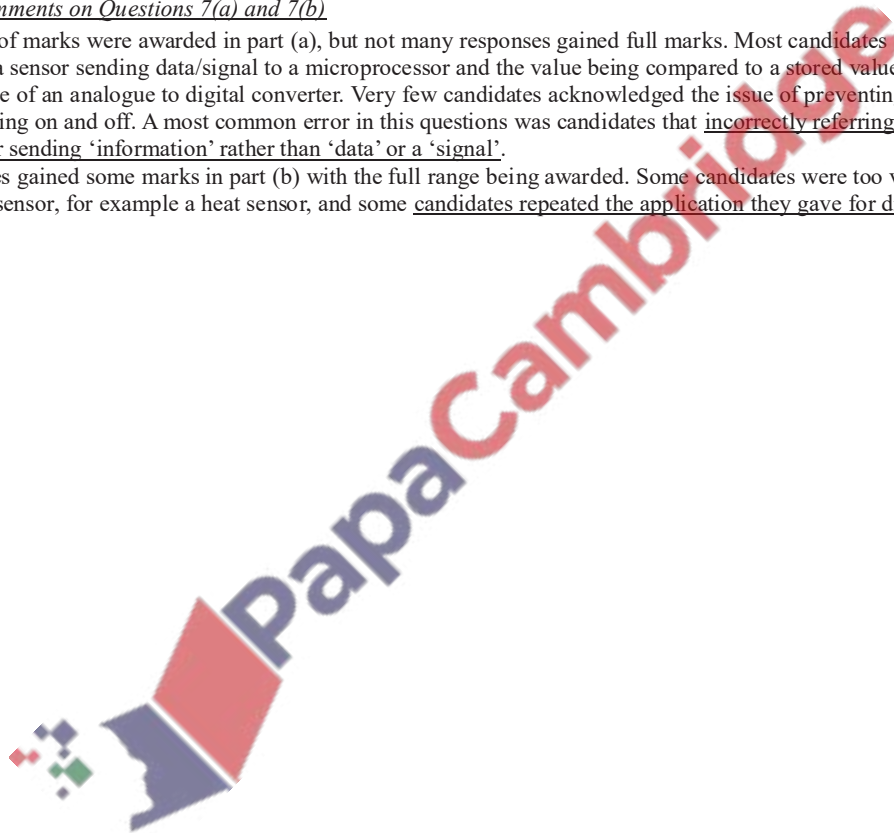 nments on Questions 7(a) and 7(b)
of marks were awarded in part (a), but not many responses gained full marks. Most candidates
a sensor sending data/signal to a microprocessor and the value being compared to a stored value
e of an analogue to digital converter. Very few candidates acknowledged the issue of preventin
ing on and off. A most common error in this questions was candidates that incorrectly referring
r sending ‘information’ rather than ‘data’ or a ‘signal’.
es gained some marks in part (b) with the full range being awarded. Some candidates were too v
sensor, for example a heat sensor, and some candidates repeated the application they gave for d
PapaCambridge